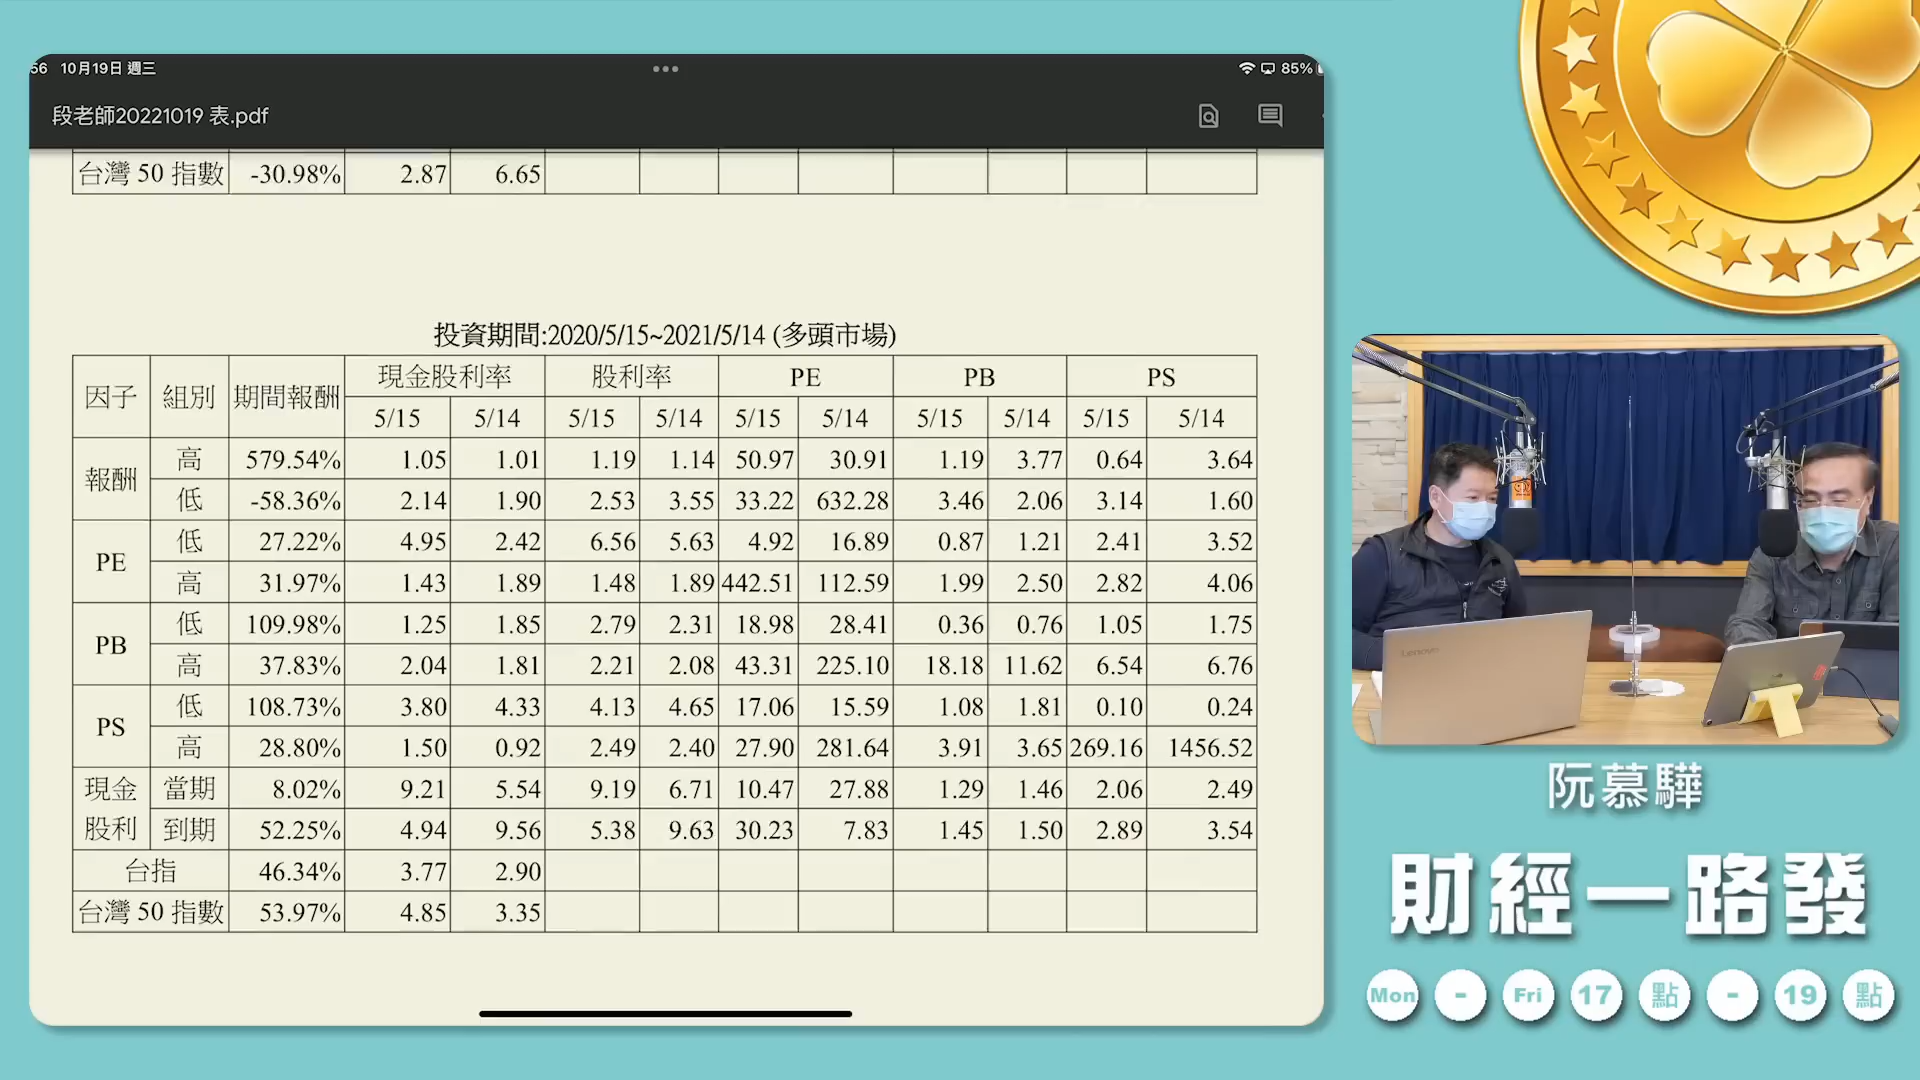 56 10月19日 週三
85%
段老師20221019 表.pdf
台灣 50 指數 -30.98% 2.87 6.65
投資期間:2020/5/15~2021/5/14 (多頭市場)
因子 組別 期間報酬 現金股利率 股利率 PE PB PS
5/15 5/14 5/15 5/14 5/15 5/14 5/15 5/14 5/15 5/14
報酬 高 579.54% 1.05 1.01 1.19 1.14 50.97 30.91 1.19 3.77 0.64 3.64
低 -58.36% 2.14 1.90 2.53 3.55 33.22 632.28 3.46 2.06 3.14 1.60
PE 低 27.22% 4.95 2.42 6.56 5.63 4.92 16.89 0.87 1.21 2.41 3.52
高 31.97% 1.43 1.89 1.48 1.89 442.51 112.59 1.99 2.50 2.82 4.06
PB 低 109.98% 1.25 1.85 2.79 2.31 18.98 28.41 0.36 0.76 1.05 1.75
高 37.83% 2.04 1.81 2.21 2.08 43.31 225.10 18.18 11.62 6.54 6.76
PS 低 108.73% 3.80 4.33 4.13 4.65 17.06 15.59 1.08 1.81 0.10 0.24
高 28.80% 1.50 0.92 2.49 2.40 27.90 281.64 3.91 3.65 269.16 1456.52
現金 當期 8.02% 9.21 5.54 9.19 6.71 10.47 27.88 1.29 1.46 2.06 2.49
股利 到期 52.25% 4.94 9.56 5.38 9.63 30.23 7.83 1.45 1.50 2.89 3.54
台指 46.34% 3.77 2.90
台灣 50 指數 53.97% 4.85 3.35
Lenovo
阮慕驊
財經一路發
Mon - Fri 17 點 - 19 點